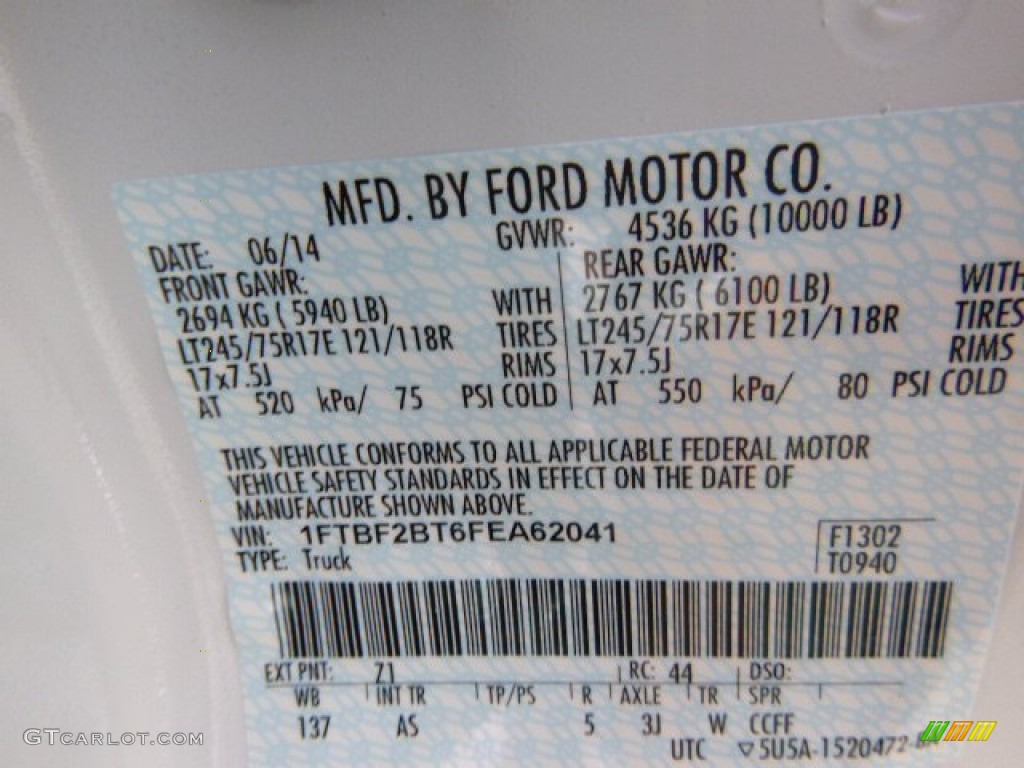 MFD. BY FORD MOTOR CO.
DATE: 06/14 GVWR: 4536 KG (10000 LB)
FRONT GAWR: REAR GAWR:
2694 KG ( 5940 LB) WITH 2767 KG ( 6100 LB) WITH
LT245/75R17E 121/118R TIRES LT245/75R17E 121/118R TIRES
17x7.5J RIMS 17x7.5J RIMS
AT 520 kPa/ 75 PSI COLD AT 550 kPa/ 80 PSI COLD
THIS VEHICLE CONFORMS TO ALL APPLICABLE FEDERAL MOTOR
VEHICLE SAFETY STANDARDS IN EFFECT ON THE DATE OF
MANUFACTURE SHOWN ABOVE.
VIN: 1FTBF2BT6FEA62041 F1302
TYPE: Truck T0940
EXT PNT: Z1 RC: 44 DSO:
WB INT TR TP/PS R AXLE TR SPR
137 AS 5 3J W CCFF
UTC
GTCARLOT.COM